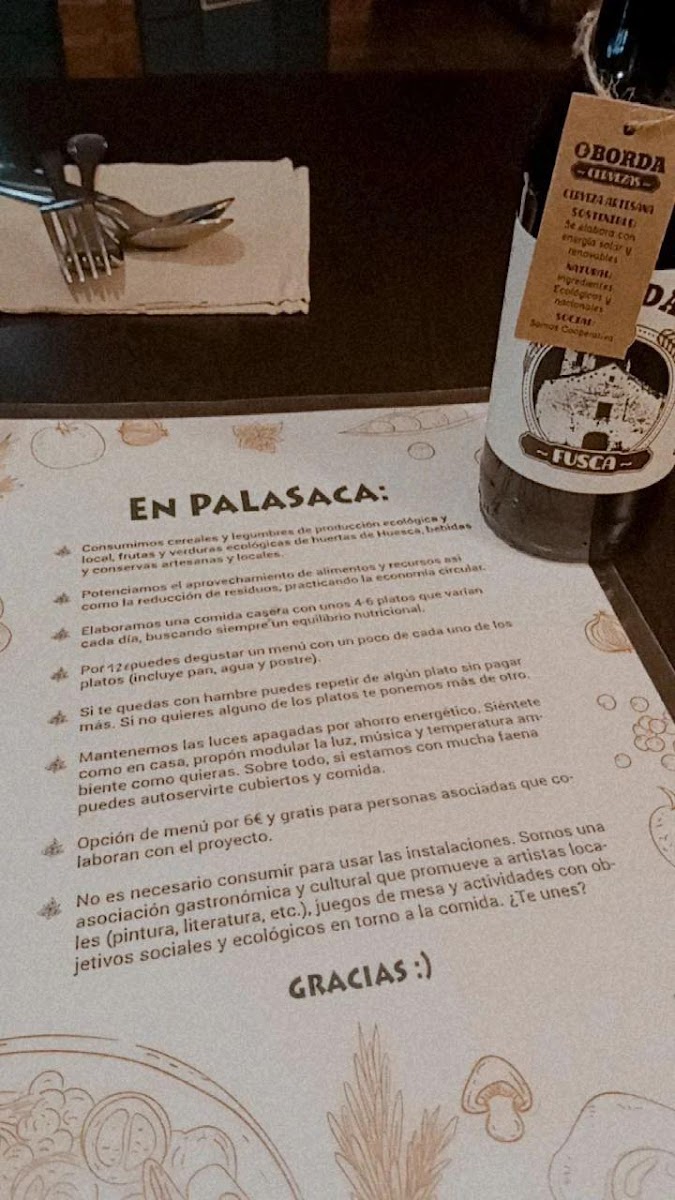 OBORDA
~ CERVEZAS ~
CERVEZA ARTESANA
SOSTENIBLE:
Se elabora con
energía solar y
renovables
NATURAL:
Ingredientes
Ecológicos y
nacionales
SOCIAL:
Somos Cooperativa
DA
~ FUSCA ~
EN PALASACA:
Consumimos cereales y legumbres de producción ecológica y
local, frutas y verduras ecológicas de huertas de Huesca, bebidas
y conservas artesanas y locales.
Potenciamos el aprovechamiento de alimentos y recursos así
como la reducción de residuos, practicando la economía circular.
Elaboramos una comida casera con unos 4-6 platos que varían
cada día, buscando siempre un equilibrio nutricional.
Por 12€ puedes degustar un menú con un poco de cada uno de los
platos (incluye pan, agua y postre).
Si te quedas con hambre puedes repetir de algún plato sin pagar
más. Si no quieres alguno de los platos te ponemos más de otro.
Mantenemos las luces apagadas por ahorro energético. Siéntete
como en casa, propón modular la luz, música y temperatura am-
biente como quieras. Sobre todo, si estamos con mucha faena
puedes autoservirte cubiertos y comida.
Opción de menú por 6€ y gratis para personas asociadas que co-
laboran con el proyecto.
No es necesario consumir para usar las instalaciones. Somos una
asociación gastronómica y cultural que promueve a artistas loca-
les (pintura, literatura, etc.), juegos de mesa y actividades con ob-
jetivos sociales y ecológicos en torno a la comida. ¿Te unes?
GRACIAS :)